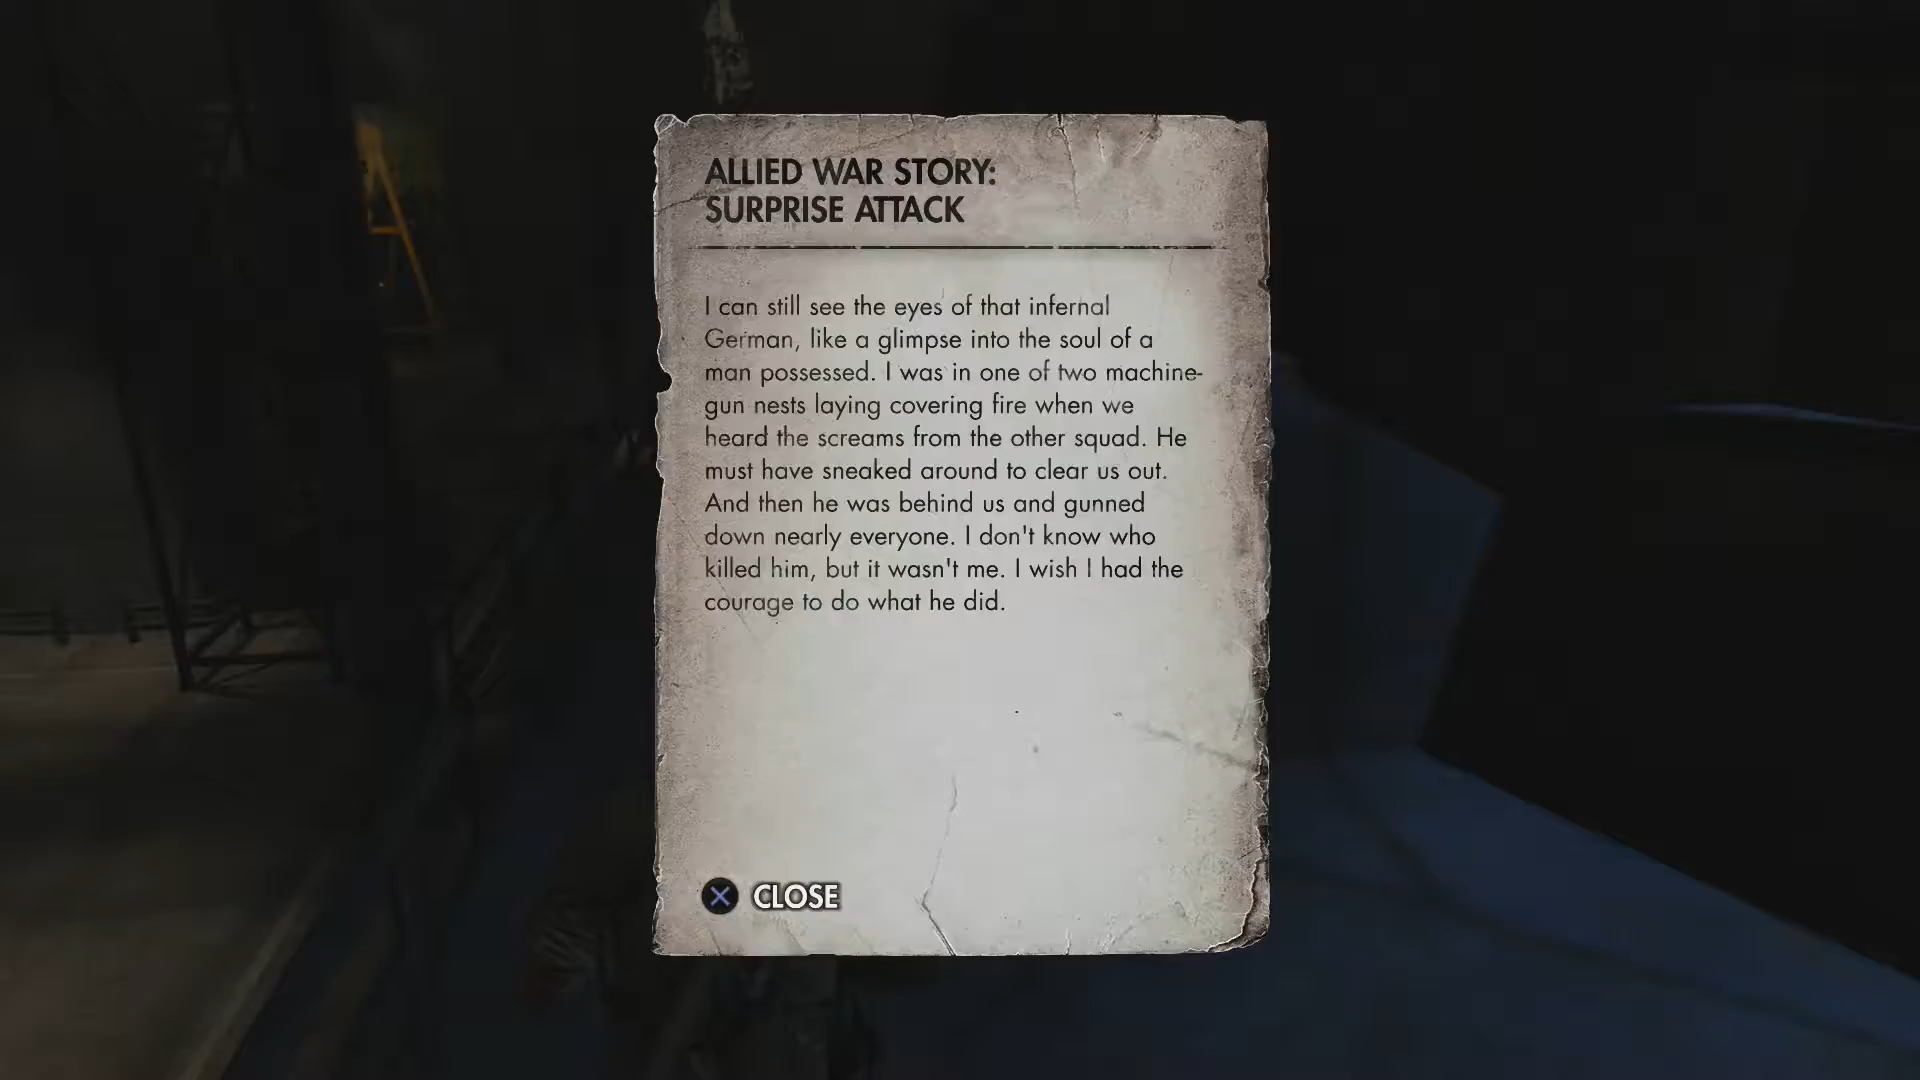 ALLIED WAR STORY:
SURPRISE ATTACK
I can still see the eyes of that infernal
German, like a glimpse into the soul of a
man possessed. I was in one of two machine-
gun nests laying covering fire when we
heard the screams from the other squad. He
must have sneaked around to clear us out.
And then he was behind us and gunned
down nearly everyone. I don't know who
killed him, but it wasn't me. I wish I had the
courage to do what he did.
CLOSE